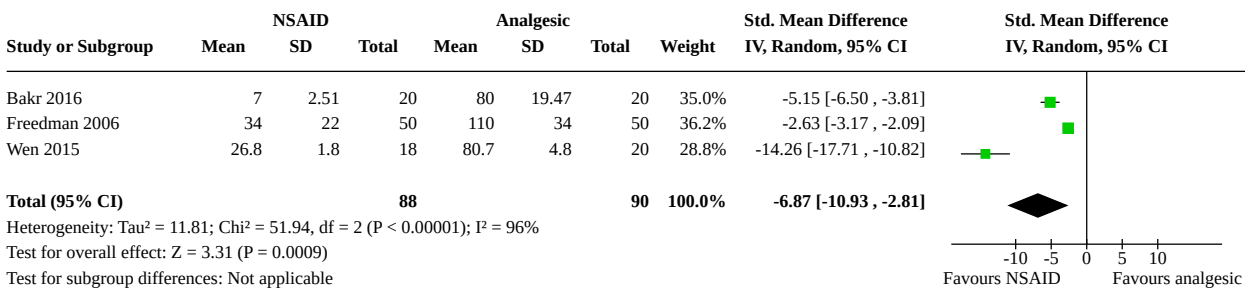 NSAID Analgesic Std. Mean Difference Std. Mean Difference
Study or Subgroup Mean SD Total Mean SD Total Weight IV, Random, 95% CI IV, Random, 95% CI
Bakr 2016 7 2.51 20 80 19.47 20 35.0% -5.15 [-6.50 , -3.81]
Freedman 2006 34 22 50 110 34 50 36.2% -2.63 [-3.17 , -2.09]
Wen 2015 26.8 1.8 18 80.7 4.8 20 28.8% -14.26 [-17.71 , -10.82]
Total (95% CI) 88 90 100.0% -6.87 [-10.93 , -2.81]
Heterogeneity: Tau² = 11.81; Chi² = 51.94, df = 2 (P < 0.00001); I² = 96%
Test for overall effect: Z = 3.31 (P = 0.0009)
-10 -5 0 5 10
Test for subgroup differences: Not applicable
Favours NSAID Favours analgesic